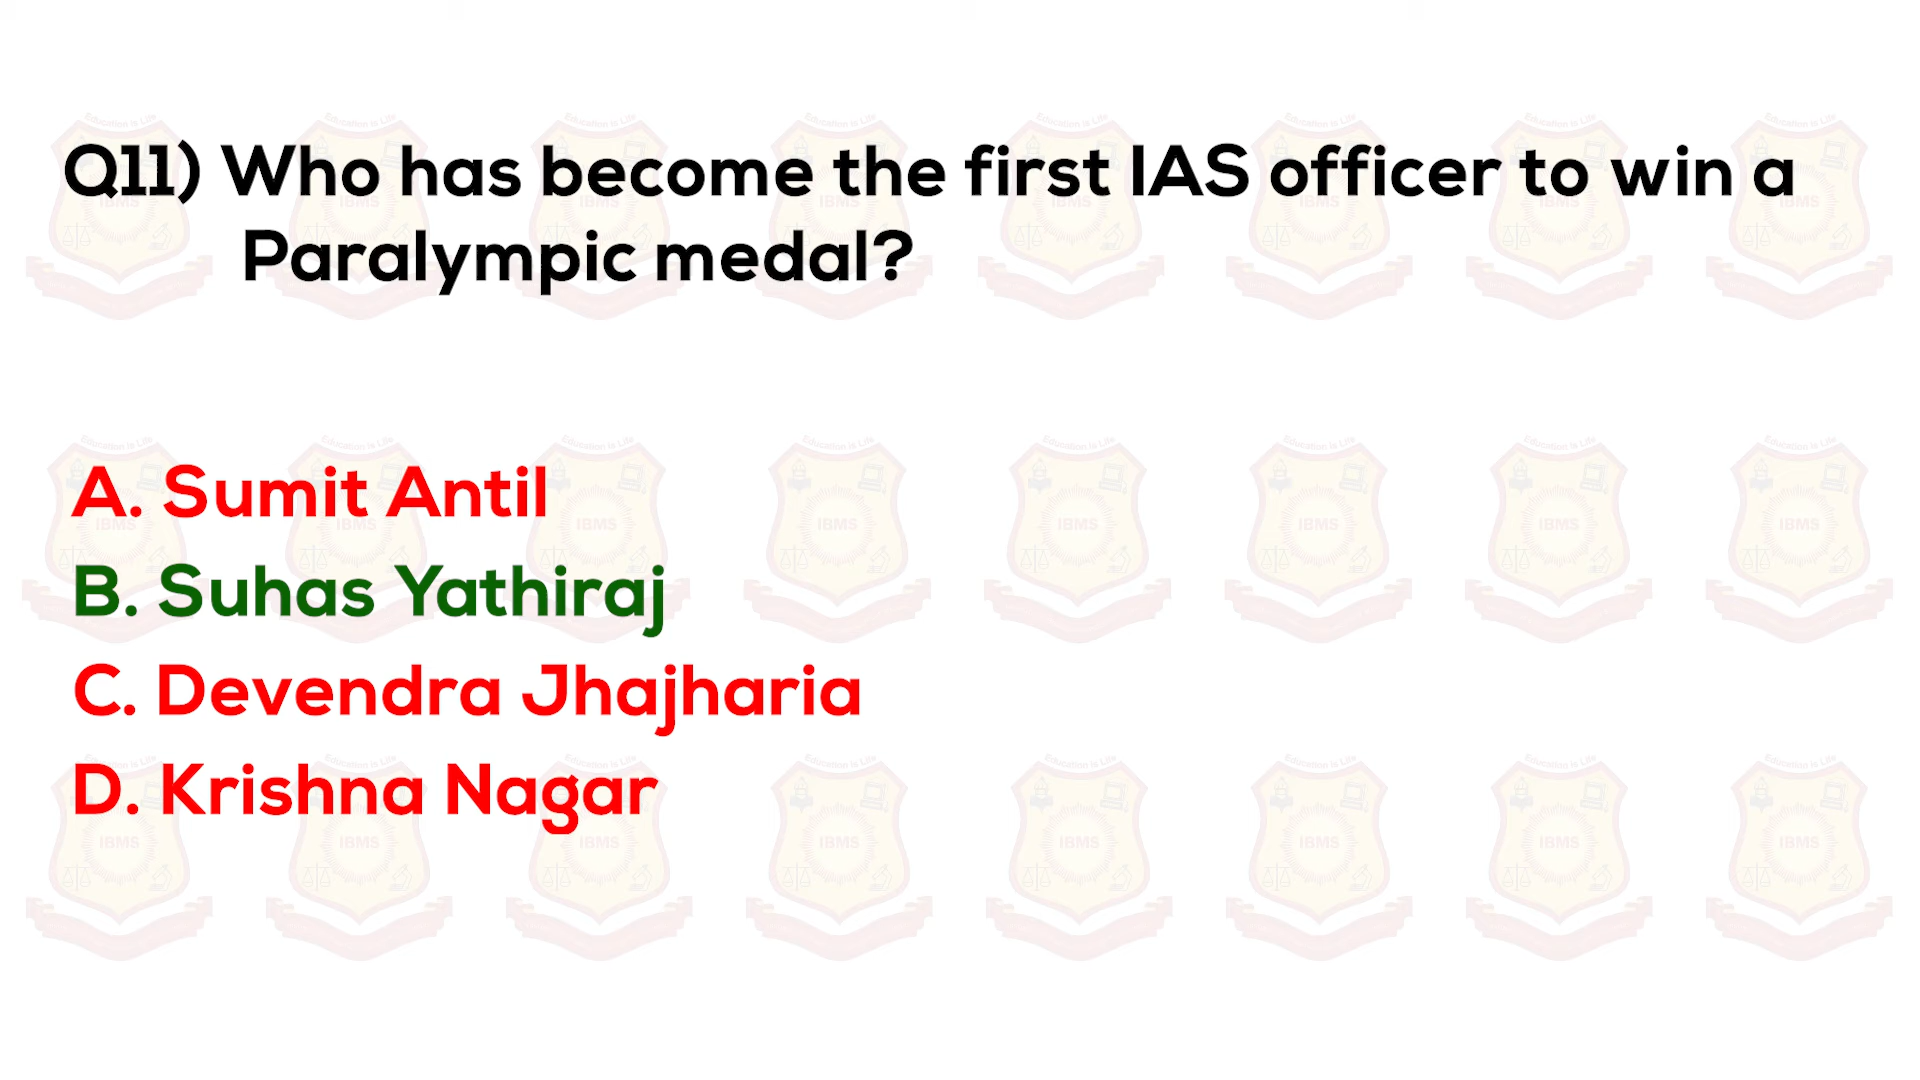 Q11) Who has become the first IAS officer to win a
Paralympic medal?
A. Sumit Antil
B. Suhas Yathiraj
C. Devendra Jhajharia
D. Krishna Nagar